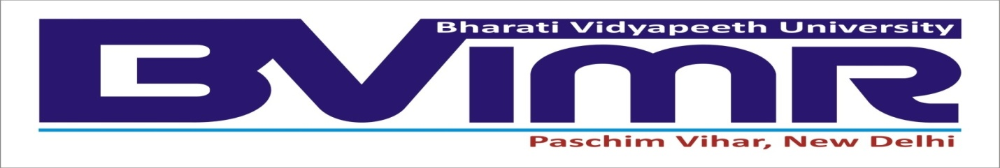 Bharati Vidyapeeth University
BVIMR
Paschim Vihar, New Delhi